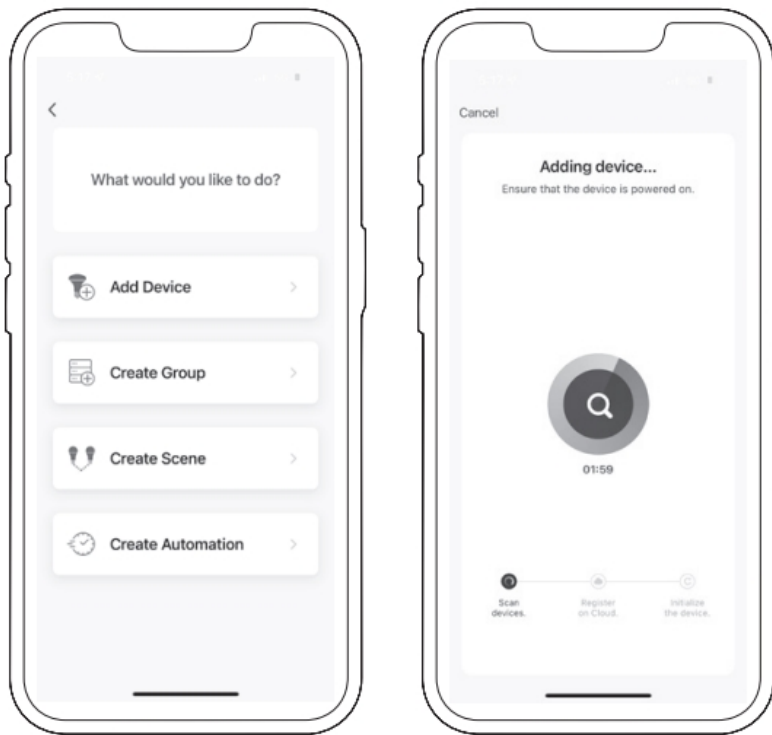 What would you like to do?
Add Device
Create Group
Create Scene
Create Automation
Cancel
Adding device...
Ensure that the device is powered on.
01:59
Scan
devices.
Register
on Cloud.
Initialize
the device.